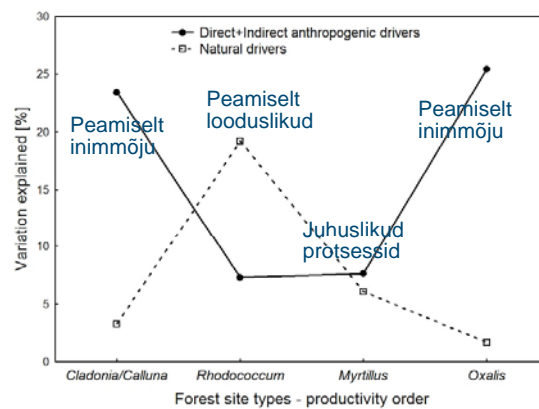 30
Direct+Indirect anthropogenic drivers
Natural drivers
25
Peamiselt
inimmõju
Peamiselt
looduslikud
Peamiselt
inimmõju
20
15
Juhuslikud
protsessid
10
5
0
Variation explained [%]
Cladonia/Calluna Rhodococcum Myrtillus Oxalis
Forest site types - productivity order